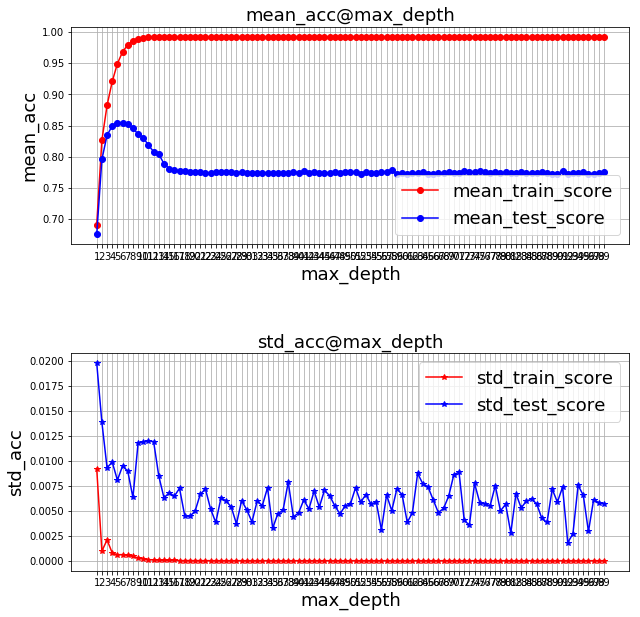 mean_acc@max_depth
1.00
0.95
0.90
0.85
0.80
0.75
0.70
mean_acc
mean_train_score
mean_test_score
max_depth
std_acc@max_depth
0.0200
0.0175
0.0150
0.0125
0.0100
0.0075
0.0050
0.0025
0.0000
std_acc
std_train_score
std_test_score
max_depth